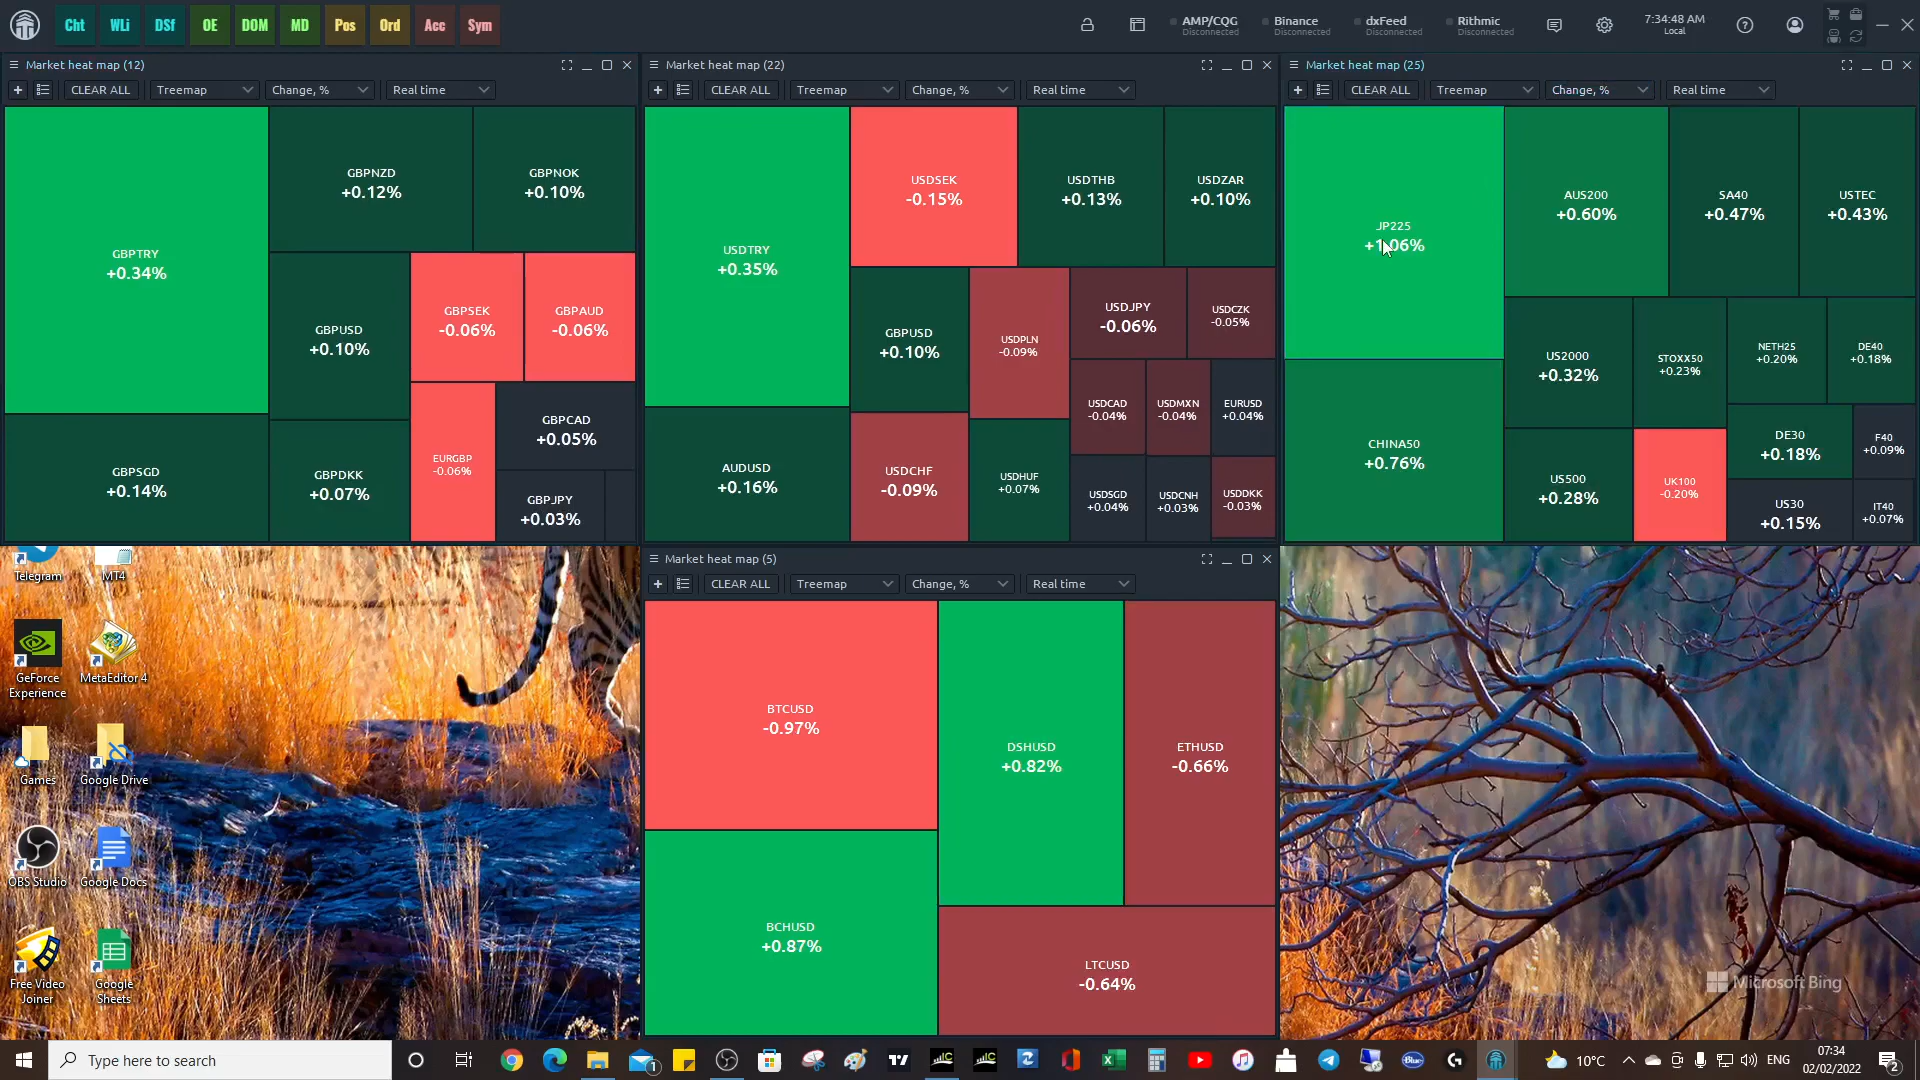 Cht WLi DSf OE DOM MD Pos Ord Acc Sym
AMP/CQG
Disconnected
Binance
Disconnected
dxFeed
Disconnected
Rithmic
Disconnected
7:34:48 AM
Local
Market heat map (12)
CLEAR ALL Treemap Change, % Real time
GBPTRY
+0.34%
GBPNZD
+0.12%
GBPNOK
+0.10%
GBPUSD
+0.10%
GBPSEK
-0.06%
GBPAUD
-0.06%
GBPSGD
+0.14%
GBPDKK
+0.07%
EURGBP
-0.06%
GBPCAD
+0.05%
GBPJPY
+0.03%
Market heat map (22)
CLEAR ALL Treemap Change, % Real time
USDTRY
+0.35%
USDSEK
-0.15%
USDTHB
+0.13%
USDZAR
+0.10%
GBPUSD
+0.10%
USDPLN
-0.09%
USDJPY
-0.06%
USDCZK
-0.05%
USDCAD
-0.04%
USDMXN
-0.04%
EURUSD
+0.04%
AUDUSD
+0.16%
USDCHF
-0.09%
USDHUF
+0.07%
USDSGD
+0.04%
USDCNH
+0.03%
USDDKK
-0.03%
Market heat map (25)
CLEAR ALL Treemap Change, % Real time
JP225
+1.06%
AUS200
+0.60%
SA40
+0.47%
USTEC
+0.43%
US2000
+0.32%
STOXX50
+0.23%
NETH25
+0.20%
DE40
+0.18%
CHINA50
+0.76%
US500
+0.28%
UK100
-0.20%
DE30
+0.18%
F40
+0.09%
US30
+0.15%
IT40
+0.07%
Market heat map (5)
CLEAR ALL Treemap Change, % Real time
BTCUSD
-0.97%
DSHUSD
+0.82%
ETHUSD
-0.66%
BCHUSD
+0.87%
LTCUSD
-0.64%
Telegram
MT4
GeForce
Experience
MetaEditor 4
Games
Google Drive
OBS Studio
Google Docs
Free Video
Joiner
Google
Sheets
Microsoft Bing
Type here to search
1
10°C
ENG
07:34
02/02/2022
2